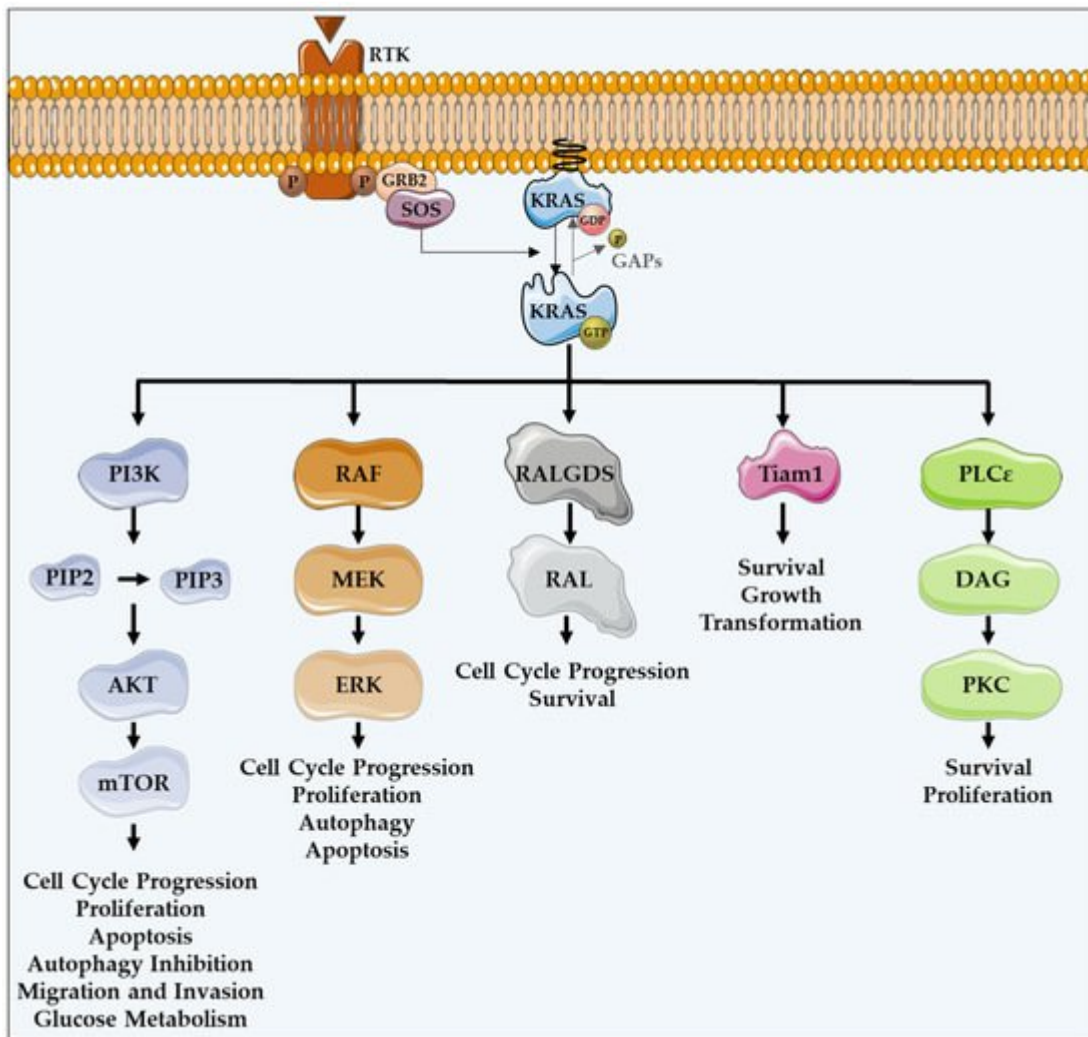 RTK
P
P
GRB2
SOS
KRAS
GDP
P
GAPs
KRAS
GTP
PI3K
RAF
RALGDS
Tiam1
PLCε
PIP2
PIP3
MEK
RAL
DAG
Survival
Growth
Transformation
AKT
ERK
Cell Cycle Progression
Survival
PKC
mTOR
Cell Cycle Progression
Proliferation
Autophagy
Apoptosis
Survival
Proliferation
Cell Cycle Progression
Proliferation
Apoptosis
Autophagy Inhibition
Migration and Invasion
Glucose Metabolism